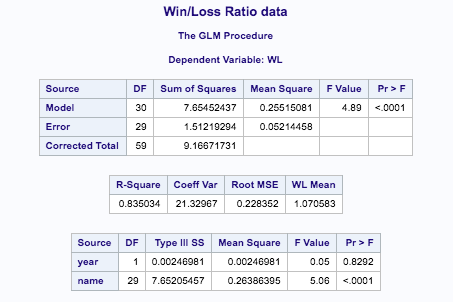 Win/Loss Ratio data
The GLM Procedure
Dependent Variable: WL
Source DF Sum of Squares Mean Square F Value Pr > F
Model 30 7.65452437 0.25515081 4.89 <.0001
Error 29 1.51219294 0.05214458
Corrected Total 59 9.16671731
R-Square Coeff Var Root MSE WL Mean
0.835034 21.32967 0.228352 1.070583
Source DF Type III SS Mean Square F Value Pr > F
year 1 0.00246981 0.00246981 0.05 0.8292
name 29 7.65205457 0.26386395 5.06 <.0001